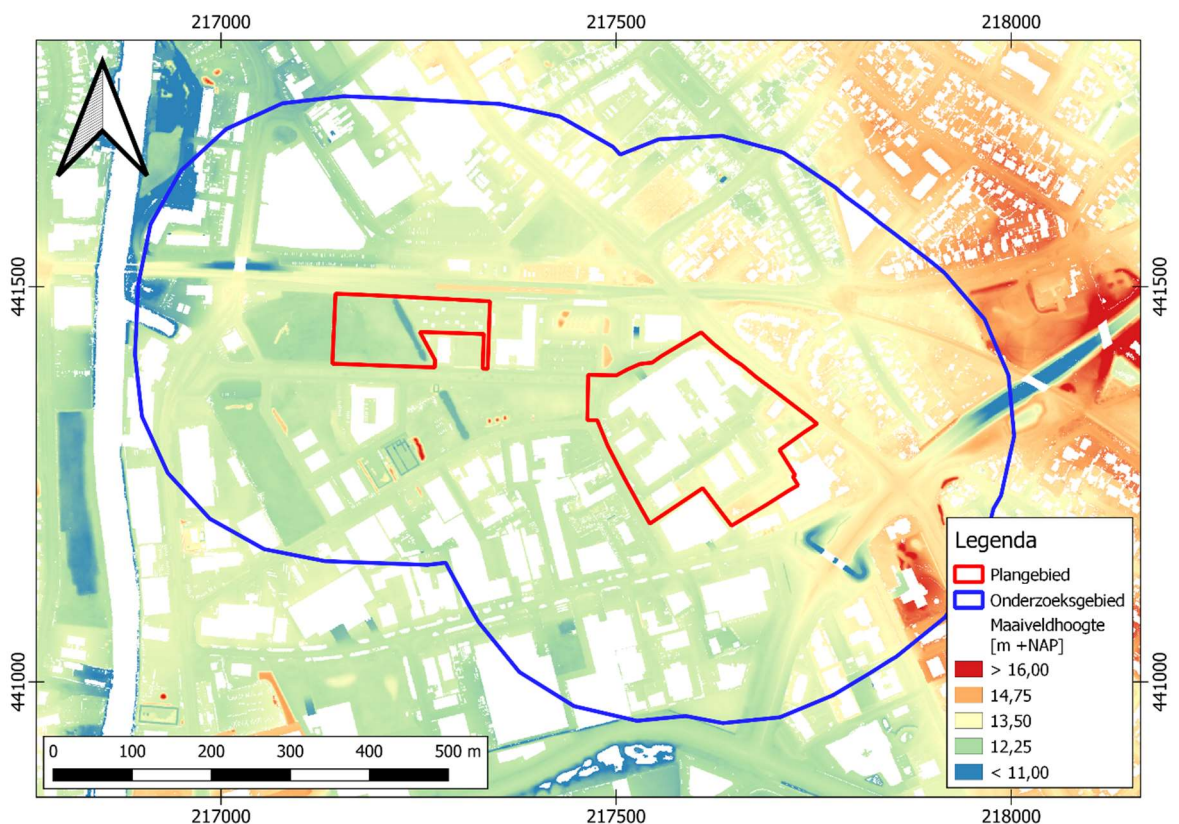 217000 217500 218000
441500 441500
441000 441000
Legenda
Plangebied
Onderzoeksgebied
Maaiveldhoogte
[m +NAP]
> 16,00
14,75
13,50
12,25
< 11,00
0 100 200 300 400 500 m
217000 217500 218000